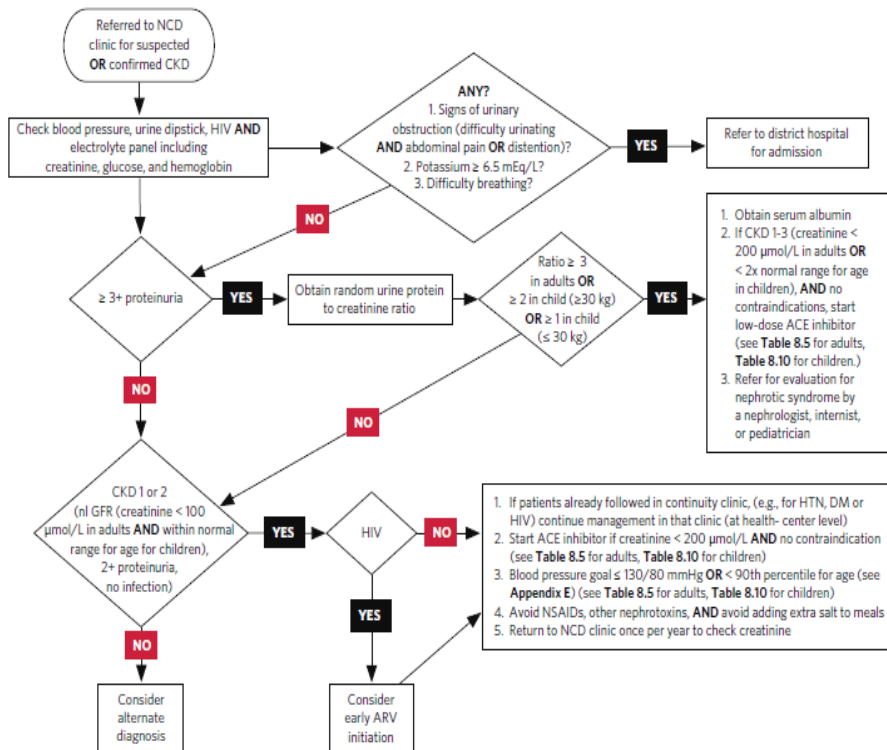 Referred to NCD
clinic for suspected
OR confirmed CKD
Check blood pressure, urine dipstick, HIV AND
electrolyte panel including
creatinine, glucose, and hemoglobin
ANY?
1. Signs of urinary
obstruction (difficulty urinating
AND abdominal pain OR distention)?
2. Potassium ≥ 6.5 mEq/L?
3. Difficulty breathing?
YES
Refer to district hospital
for admission
NO
≥ 3+ proteinuria
YES
Obtain random urine protein
to creatinine ratio
Ratio ≥ 3
in adults OR
≥ 2 in child (≥30 kg)
OR ≥ 1 in child
(≤ 30 kg)
YES
1. Obtain serum albumin
2. If CKD 1-3 (creatinine <
200 μmol/L in adults OR
< 2x normal range for age
in children), AND no
contraindications, start
low-dose ACE inhibitor
(see Table 8.5 for adults,
Table 8.10 for children.)
3. Refer for evaluation for
nephrotic syndrome by
a nephrologist, internist,
or pediatrician
NO
NO
CKD 1 or 2
(nl GFR (creatinine < 100
μmol/L in adults AND within normal
range for age for children),
2+ proteinuria,
no infection)
YES
HIV
NO
1. If patients already followed in continuity clinic, (e.g., for HTN, DM or
HIV) continue management in that clinic (at health- center level)
2. Start ACE inhibitor if creatinine < 200 μmol/L AND no contraindication
(see Table 8.5 for adults, Table 8.10 for children)
3. Blood pressure goal ≤ 130/80 mmHg OR < 90th percentile for age (see
Appendix E) (see Table 8.5 for adults, Table 8.10 for children)
4. Avoid NSAIDs, other nephrotoxins, AND avoid adding extra salt to meals
5. Return to NCD clinic once per year to check creatinine
YES
NO
Consider
alternate
diagnosis
Consider
early ARV
initiation